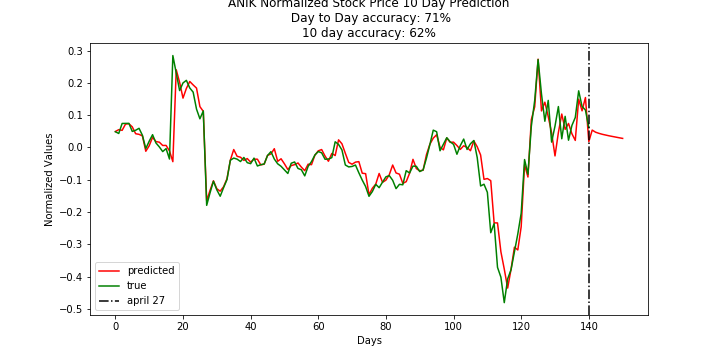 ANIK Normalized Stock Price 10 Day Prediction
Day to Day accuracy: 71%
10 day accuracy: 62%
0.3
0.2
0.1
0.0
−0.1
−0.2
−0.3
−0.4
−0.5
Normalized Values
predicted
true
april 27
0
20
40
60
80
100
120
140
Days